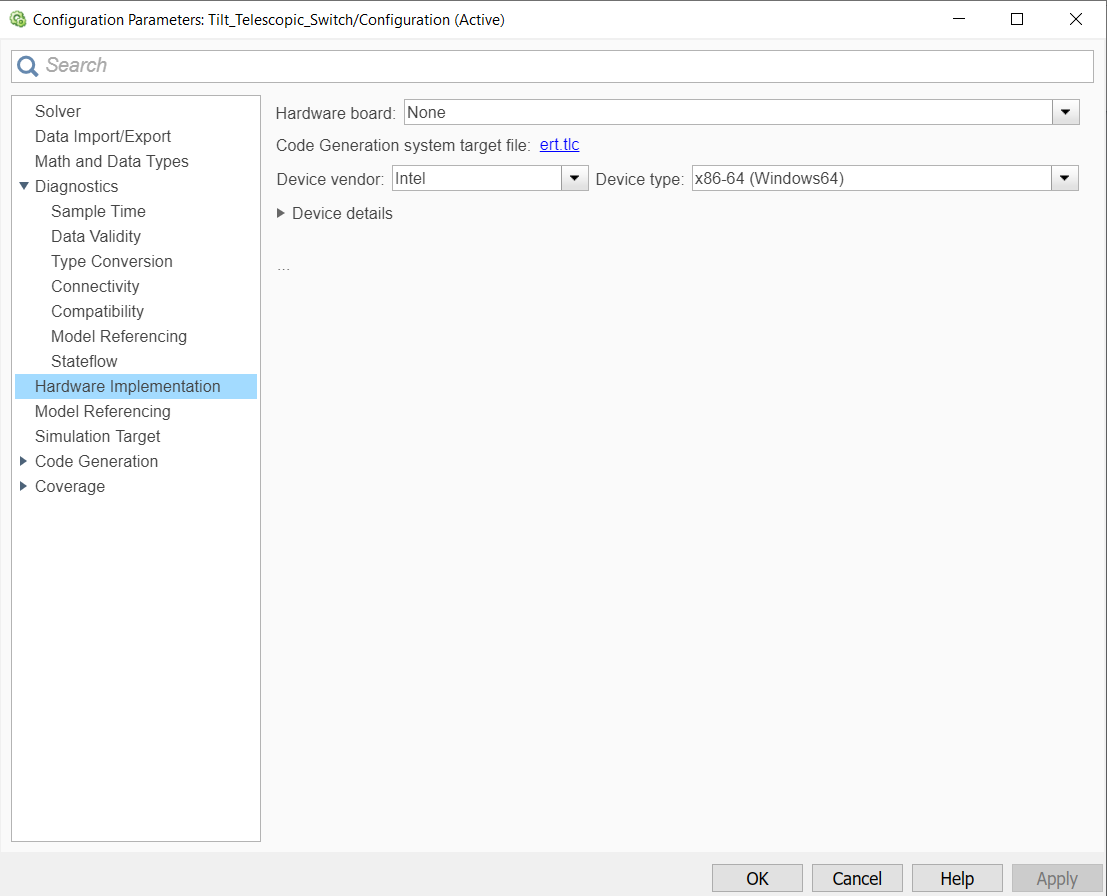 Configuration Parameters: Tilt_Telescopic_Switch/Configuration (Active)
Search
Solver
Data Import/Export
Math and Data Types
Diagnostics
Sample Time
Data Validity
Type Conversion
Connectivity
Compatibility
Model Referencing
Stateflow
Hardware Implementation
Model Referencing
Simulation Target
Code Generation
Coverage
Hardware board: None
Code Generation system target file: ert.tlc
Device vendor: Intel Device type: x86-64 (Windows64)
Device details
...
OK Cancel Help Apply